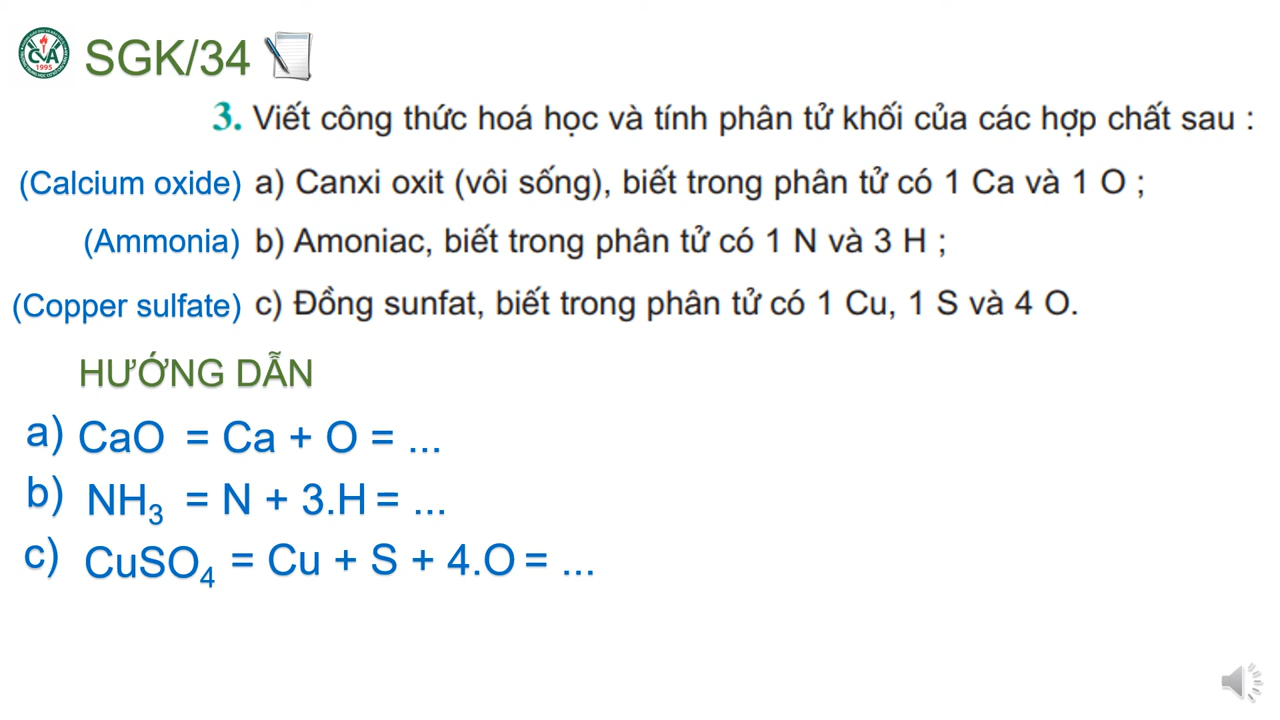 CVA
1995
SGK/34
3. Viết công thức hoá học và tính phân tử khối của các hợp chất sau :
(Calcium oxide) a) Canxi oxit (vôi sống), biết trong phân tử có 1 Ca và 1 O ;
(Ammonia) b) Amoniac, biết trong phân tử có 1 N và 3 H ;
(Copper sulfate) c) Đồng sunfat, biết trong phân tử có 1 Cu, 1 S và 4 O.
HƯỚNG DẪN
a) CaO = Ca + O = ...
b) NH₃ = N + 3.H = ...
c) CuSO₄ = Cu + S + 4.O = ...